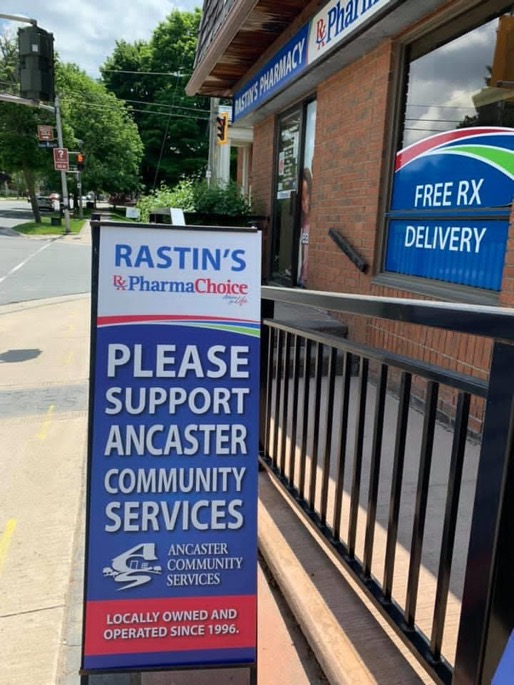 RASTIN'S PHARMACY
Rx Pharm
FREE RX
DELIVERY
RASTIN'S
Rx PharmaChoice
PLEASE
SUPPORT
ANCASTER
COMMUNITY
SERVICES
ANCASTER
COMMUNITY
SERVICES
LOCALLY OWNED AND
OPERATED SINCE 1996.